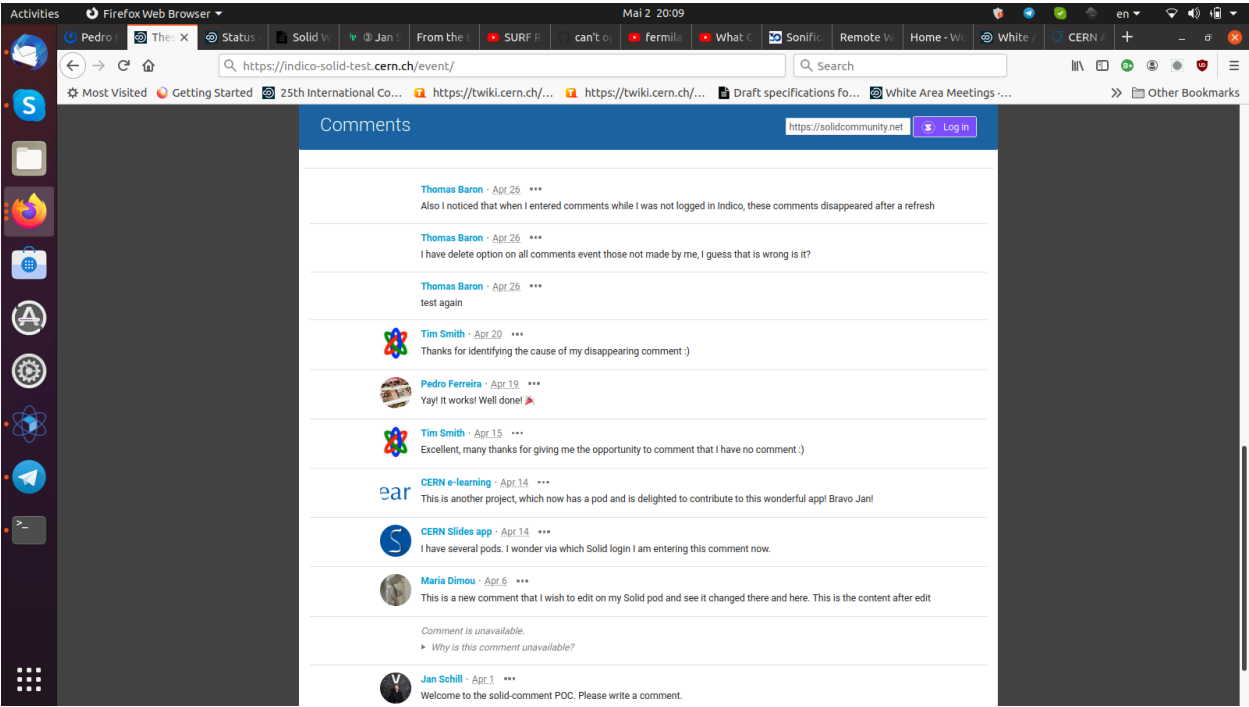 Activities Firefox Web Browser Mai 2 20:09 en
Pedro The Status Solid W Jan S From the L SURF R can't o fermila What C Sonific Remote W Home - We White CERN
https://indico-solid-test.cern.ch/event/ Search
Most Visited Getting Started 25th International Co... https://twiki.cern.ch/... https://twiki.cern.ch/... Draft specifications fo... White Area Meetings -... Other Bookmarks
Comments https://solidcommunity.net Log in
Thomas Baron · Apr 26
Also I noticed that when I entered comments while I was not logged in Indico, these comments disappeared after a refresh
Thomas Baron · Apr 26
I have delete option on all comments event those not made by me, I guess that is wrong is it?
Thomas Baron · Apr 26
test again
Tim Smith · Apr 20
Thanks for identifying the cause of my disappearing comment :)
Pedro Ferreira · Apr 19
Yay! It works! Well done! 🎉
Tim Smith · Apr 15
Excellent, many thanks for giving me the opportunity to comment that I have no comment :)
ear
CERN e-learning · Apr 14
This is another project, which now has a pod and is delighted to contribute to this wonderful app! Bravo Jan!
CERN Slides app · Apr 14
I have several pods. I wonder via which Solid login I am entering this comment now.
Maria Dimou · Apr 6
This is a new comment that I wish to edit on my Solid pod and see it changed there and here. This is the content after edit
Comment is unavailable.
Why is this comment unavailable?
Jan Schill · Apr 1
Welcome to the solid-comment POC. Please write a comment.